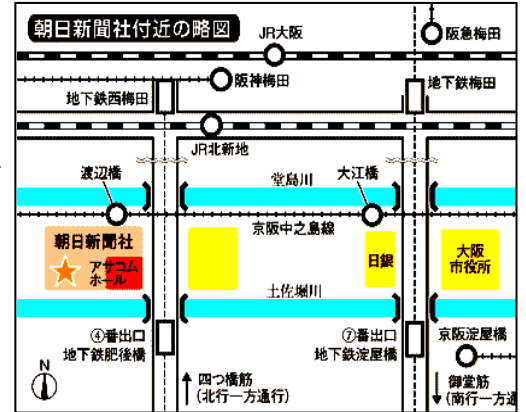 朝日新聞社付近の略図
JR大阪
阪急梅田
阪神梅田
地下鉄西梅田
地下鉄梅田
JR北新地
渡辺橋
堂島川
大江橋
京阪中之島線
朝日新聞社
アサコム
ホール
日銀
大阪
市役所
土佐堀川
④番出口
地下鉄肥後橋
⑦番出口
地下鉄淀屋橋
京阪淀屋橋
N
四つ橋筋
(北行一方通行)
御堂筋
(南行一方通